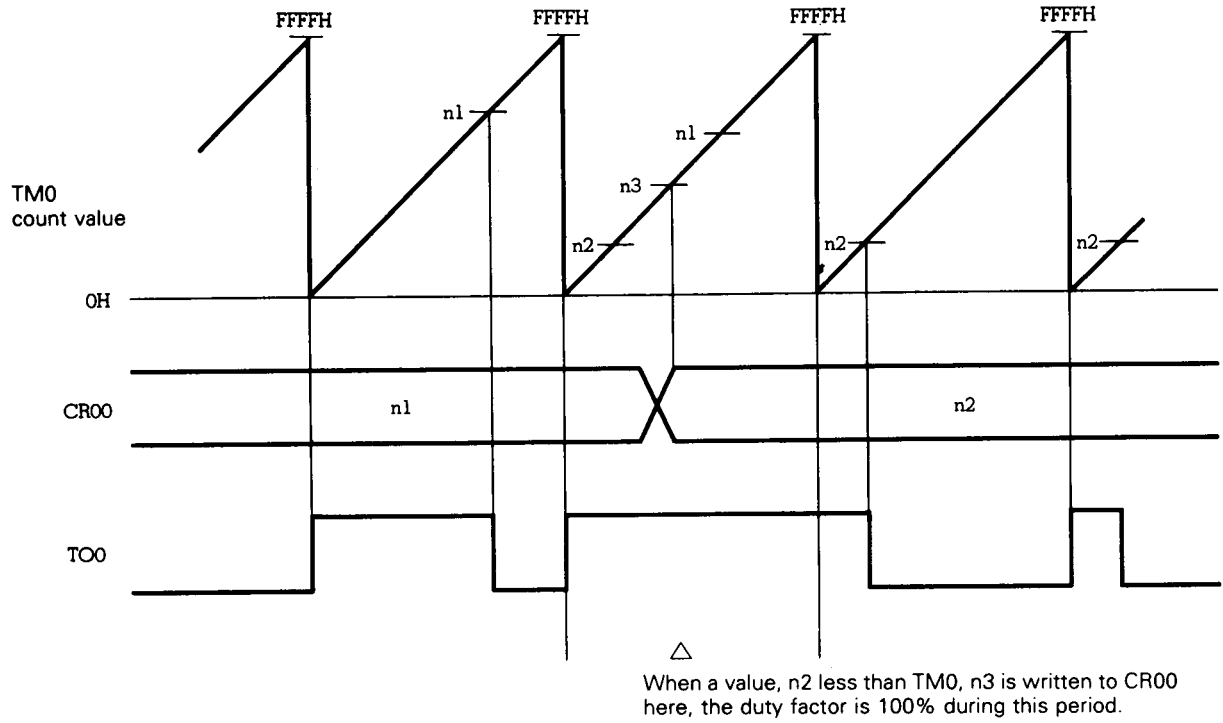 FFFFH FFFFH FFFFH FFFFH
n1
n1
n3
TM0
count value
n2 n2 n2
0H
CR00 n1 n2
TO0
When a value, n2 less than TM0, n3 is written to CR00
here, the duty factor is 100% during this period.